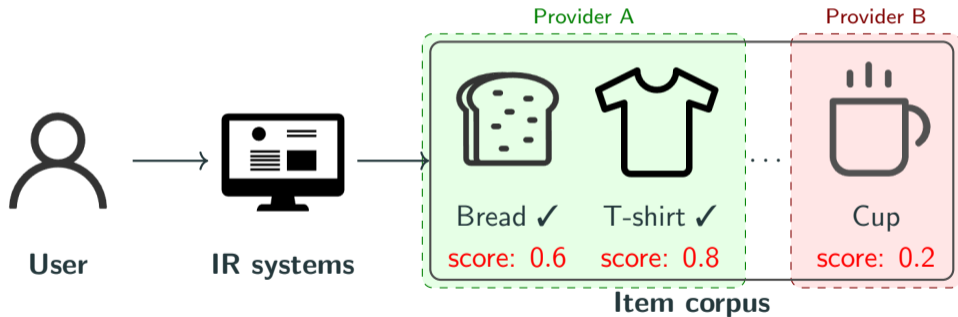 Provider A
Provider B
Bread ✓
T-shirt ✓
...
Cup
score: 0.6
score: 0.8
score: 0.2
User
IR systems
Item corpus